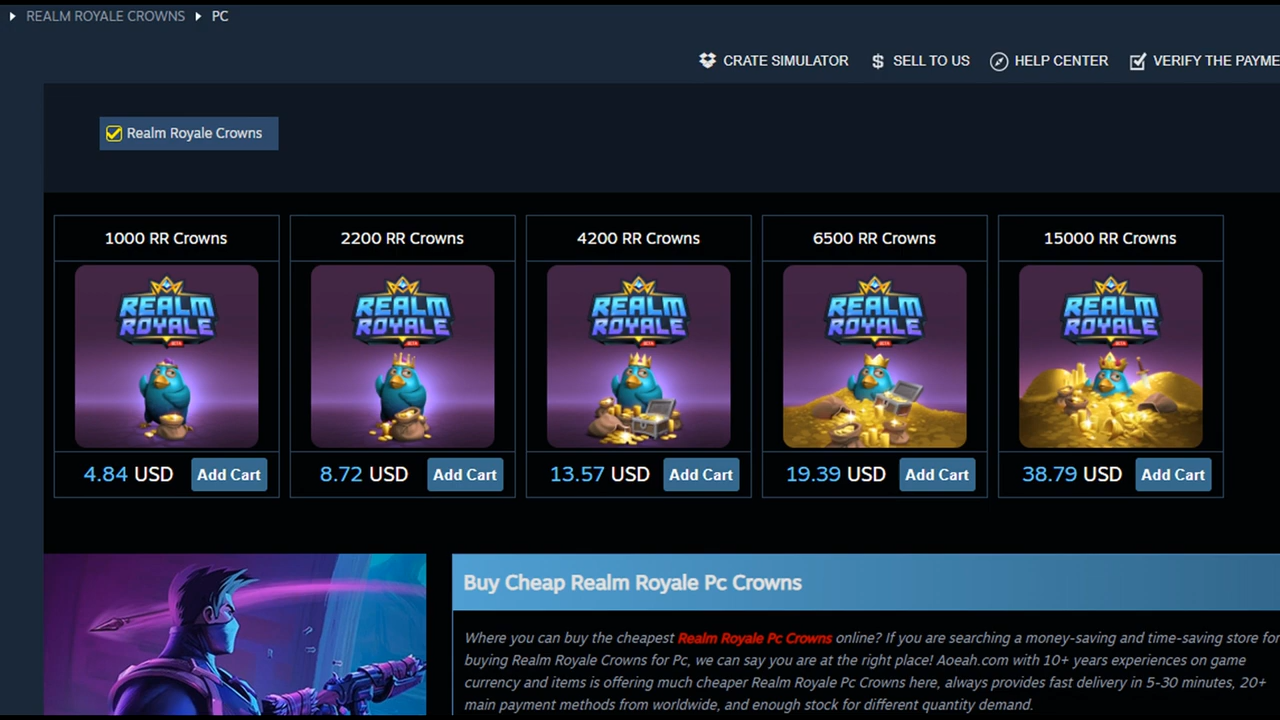 REALM ROYALE CROWNS PC
CRATE SIMULATOR SELL TO US HELP CENTER VERIFY THE PAYME
Realm Royale Crowns
1000 RR Crowns 2200 RR Crowns 4200 RR Crowns 6500 RR Crowns 15000 RR Crowns
REALM ROYALE BETA REALM ROYALE BETA REALM ROYALE BETA REALM ROYALE BETA REALM ROYALE BETA
4.84 USD Add Cart 8.72 USD Add Cart 13.57 USD Add Cart 19.39 USD Add Cart 38.79 USD Add Cart
Buy Cheap Realm Royale Pc Crowns
Where you can buy the cheapest Realm Royale Pc Crowns online? If you are searching a money-saving and time-saving store for
buying Realm Royale Crowns for Pc, we can say you are at the right place! Aoeah.com with 10+ years experiences on game
currency and items is offering much cheaper Realm Royale Pc Crowns here, always provides fast delivery in 5-30 minutes, 20+
main payment methods from worldwide, and enough stock for different quantity demand.